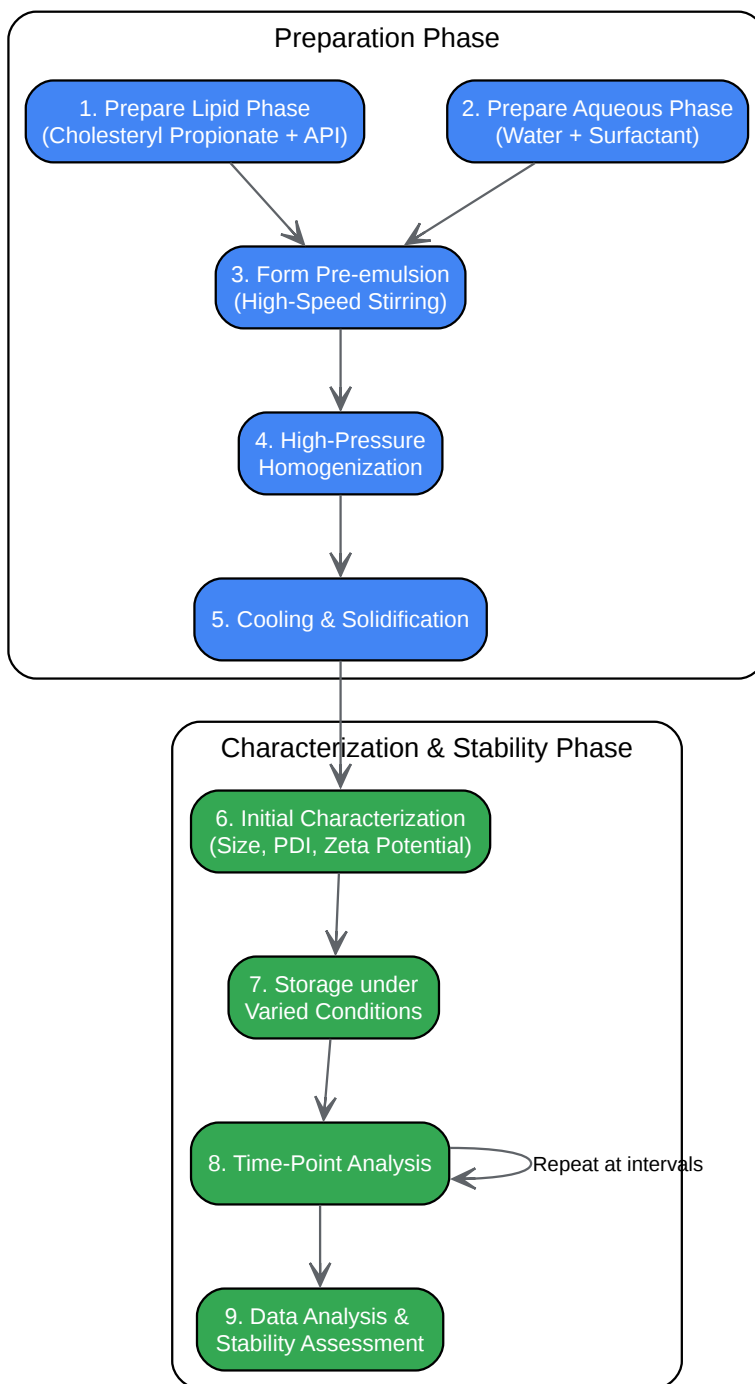 Preparation Phase
1. Prepare Lipid Phase
(Cholesteryl Propionate + API)
2. Prepare Aqueous Phase
(Water + Surfactant)
3. Form Pre-emulsion
(High-Speed Stirring)
4. High-Pressure
Homogenization
5. Cooling & Solidification
Characterization & Stability Phase
6. Initial Characterization
(Size, PDI, Zeta Potential)
7. Storage under
Varied Conditions
8. Time-Point Analysis
Repeat at intervals
9. Data Analysis &
Stability Assessment